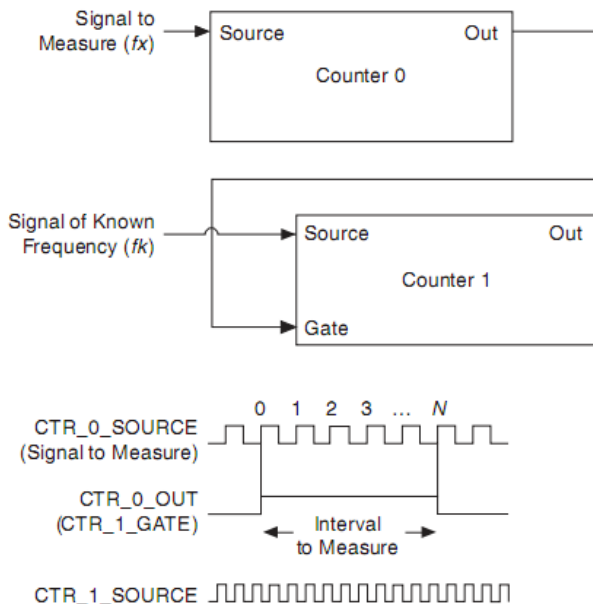 Signal to
Measure (fx)
Source
Out
Counter 0
Signal of Known
Frequency (fk)
Source
Out
Counter 1
Gate
0 1 2 3 ... N
CTR_0_SOURCE
(Signal to Measure)
CTR_0_OUT
(CTR_1_GATE)
Interval
to Measure
CTR_1_SOURCE